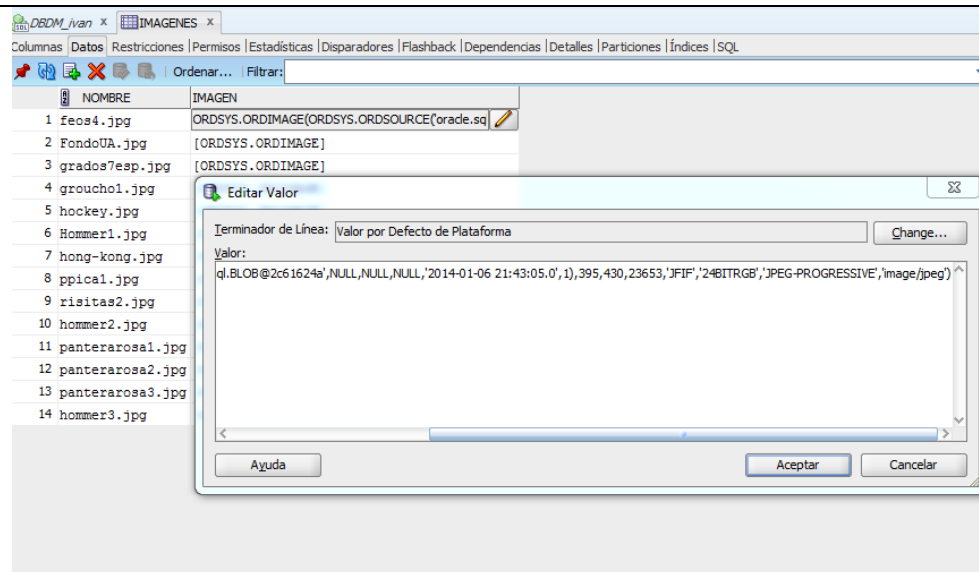 DBDM_ivan x IMAGENES x
Columnas Datos Restricciones |Permisos |Estadísticas |Disparadores |Flashback |Dependencias |Detalles |Particiones |Índices |SQL
Ordenar... Filtrar:
NOMBRE IMAGEN
1 feos4.jpg ORDSYS.ORDIMAGE(ORDSYS.ORDSOURCE('oracle.sq
2 FondoUA.jpg [ORDSYS.ORDIMAGE]
3 grados7esp.jpg [ORDSYS.ORDIMAGE]
4 groucho1.jpg
5 hockey.jpg
6 Hommer1.jpg
7 hong-kong.jpg
8 ppica1.jpg
9 risitas2.jpg
10 hommer2.jpg
11 panterarosa1.jpg
12 panterarosa2.jpg
13 panterarosa3.jpg
14 hommer3.jpg
Editar Valor
Terminador de Línea: Valor por Defecto de Plataforma Change...
Valor:
ql.BLOB@2c61624a',NULL,NULL,NULL,'2014-01-06 21:43:05.0',1),395,430,23653,'JFIF','24BITRGB','JPEG-PROGRESSIVE','image/jpeg')
Ayuda Aceptar Cancelar